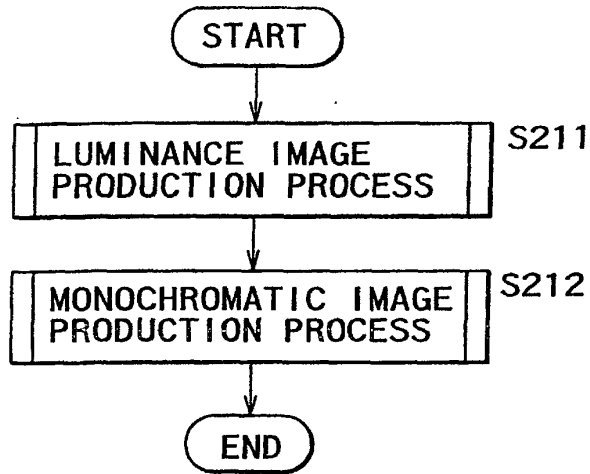 START
LUMINANCE IMAGE
PRODUCTION PROCESS
S211
MONOCHROMATIC IMAGE
PRODUCTION PROCESS
S212
END